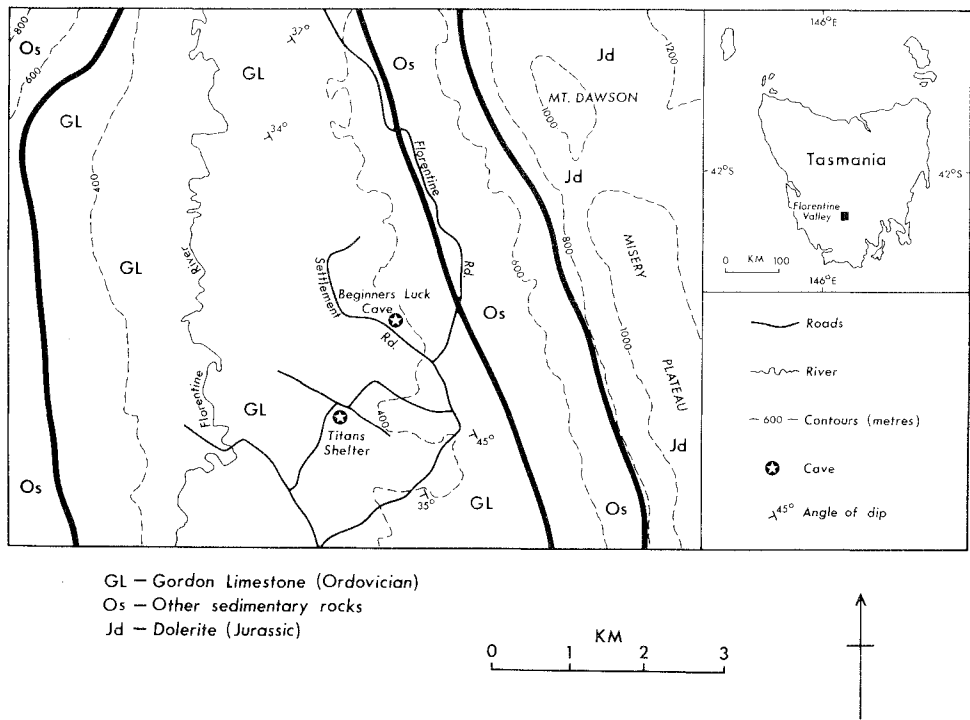 800
Os
600
GL
400
GL
Os
River
Florentine
GL
37°
34°
Os
Florentine
Rd.
Settlement
Beginners Luck
Cave
Rd.
GL
Titans
Shelter
400
45°
35°
GL
600
Os
Os
Jd
1200
MT. DAWSON
1000
Jd
800
MISERY
1000
PLATEAU
Jd
146°E
Tasmania
42°S
42°S
Florentine
Valley
0 KM 100
146°E
Roads
River
600 Contours (metres)
Cave
45° Angle of dip
GL – Gordon Limestone (Ordovician)
Os – Other sedimentary rocks
Jd – Dolerite (Jurassic)
KM
0 1 2 3